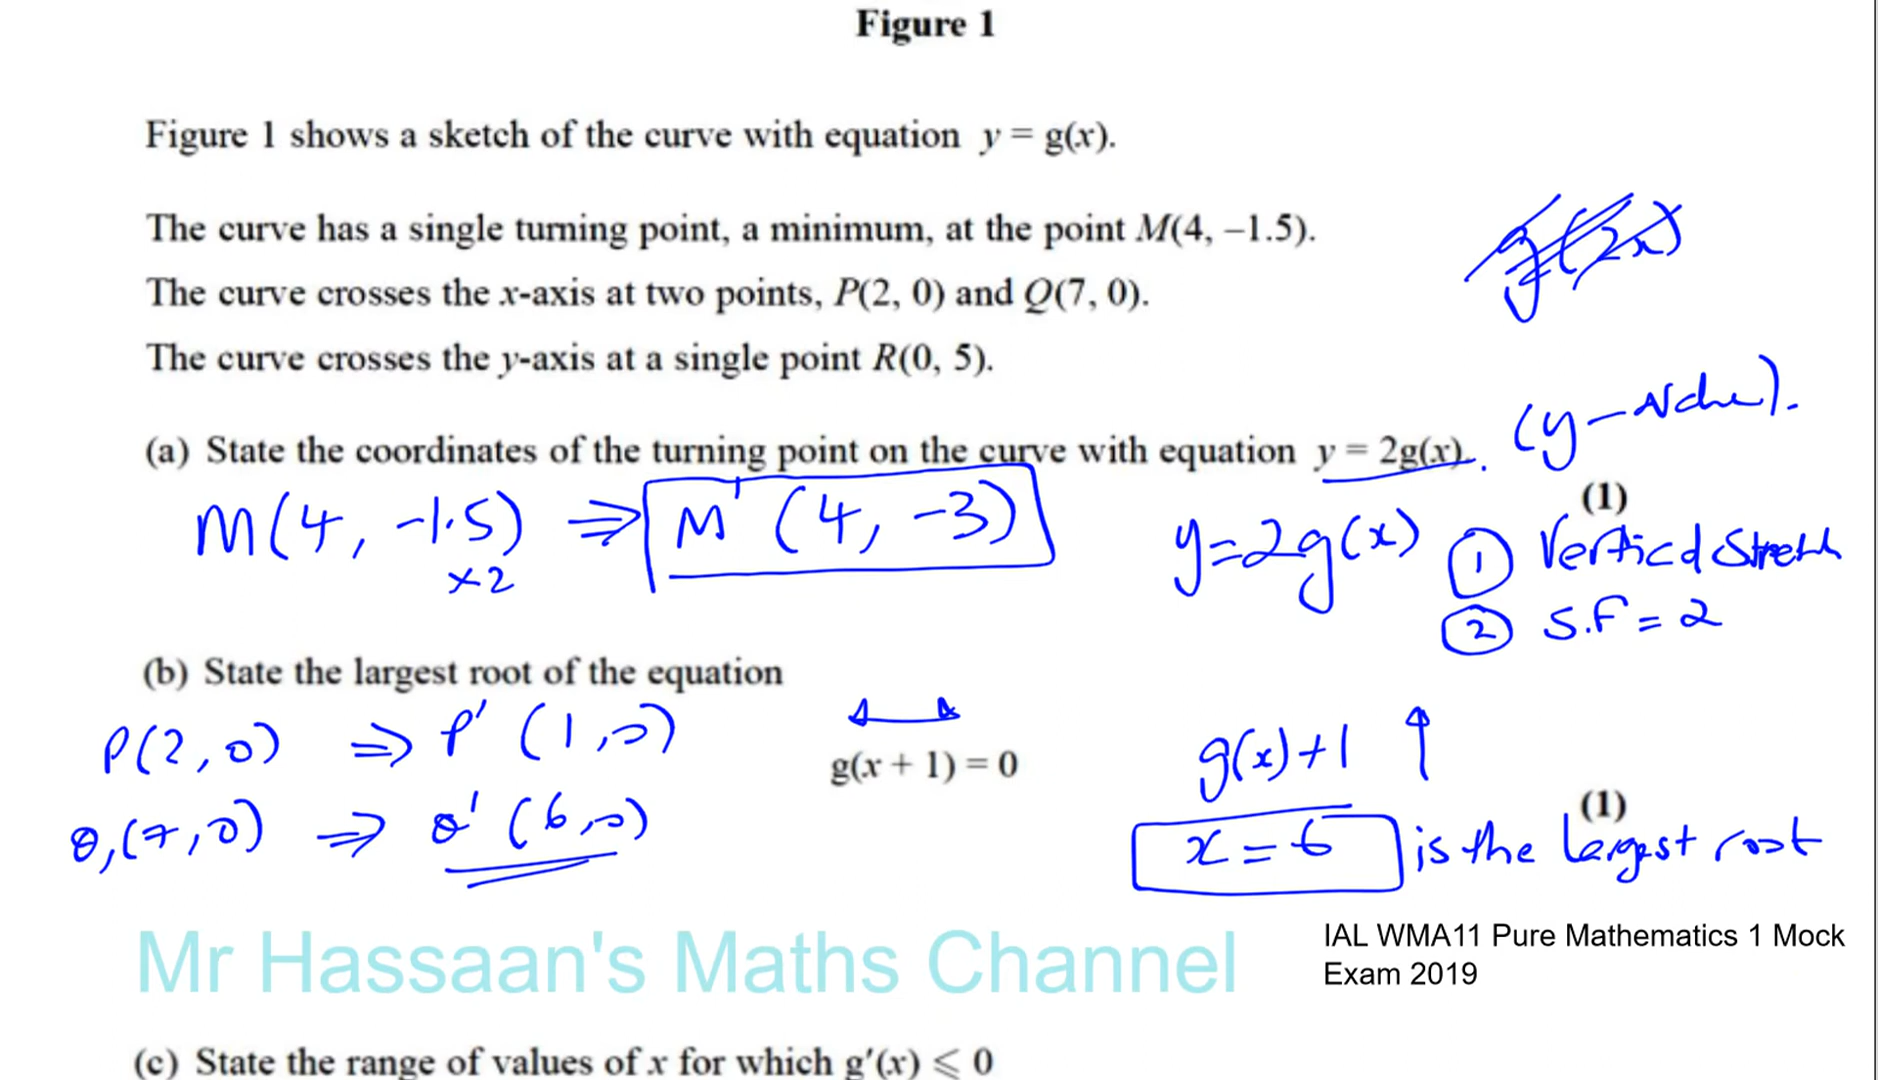 Figure 1
Figure 1 shows a sketch of the curve with equation y = g(x).
The curve has a single turning point, a minimum, at the point M(4, −1.5).
g(2x)
The curve crosses the x-axis at two points, P(2, 0) and Q(7, 0).
The curve crosses the y-axis at a single point R(0, 5).
(a) State the coordinates of the turning point on the curve with equation y = 2g(x).
(1)
M(4, -1.5) ⇒ M' (4, -3)
×2
y=2g(x) ① Vertical Stretch
② S.F = 2
(b) State the largest root of the equation
P(2,0) ⇒ P' (1,0)
g(x + 1) = 0
g(x)+1 ↑
(1)
Q,(7,0) ⇒ Q' (6,0)
x = 6 is the largest root
Mr Hassaan's Maths Channel
IAL WMA11 Pure Mathematics 1 Mock
Exam 2019
(c) State the range of values of x for which g′(x) ⩽ 0